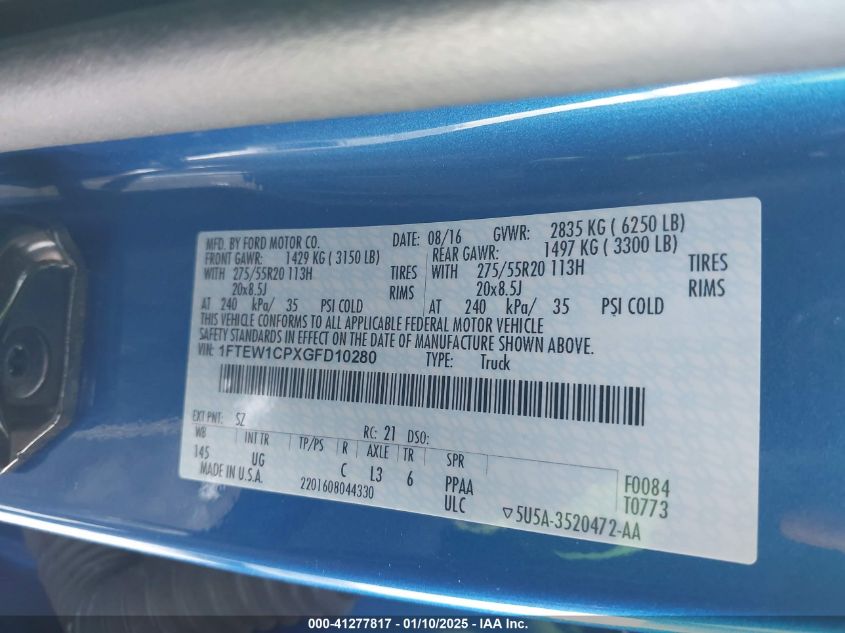 MFD. BY FORD MOTOR CO. DATE: 08/16 GVWR: 2835 KG ( 6250 LB)
FRONT GAWR: 1429 KG ( 3150 LB) REAR GAWR: 1497 KG ( 3300 LB)
WITH 275/55R20 113H TIRES WITH 275/55R20 113H TIRES
20x8.5J RIMS 20x8.5J RIMS
AT 240 kPa/ 35 PSI COLD AT 240 kPa/ 35 PSI COLD
THIS VEHICLE CONFORMS TO ALL APPLICABLE FEDERAL MOTOR VEHICLE
SAFETY STANDARDS IN EFFECT ON THE DATE OF MANUFACTURE SHOWN ABOVE.
VIN: 1FTEW1CPXGFD10280 TYPE: Truck
EXT PNT: SZ RC: 21 DSO:
WB INT TR TP/PS R AXLE TR SPR
145 UG C L3 6 PPAA F0084
MADE IN U.S.A. 2201608044330 ULC T0773
▽5U5A-3520472-AA
000-41277817 - 01/10/2025 - IAA Inc.